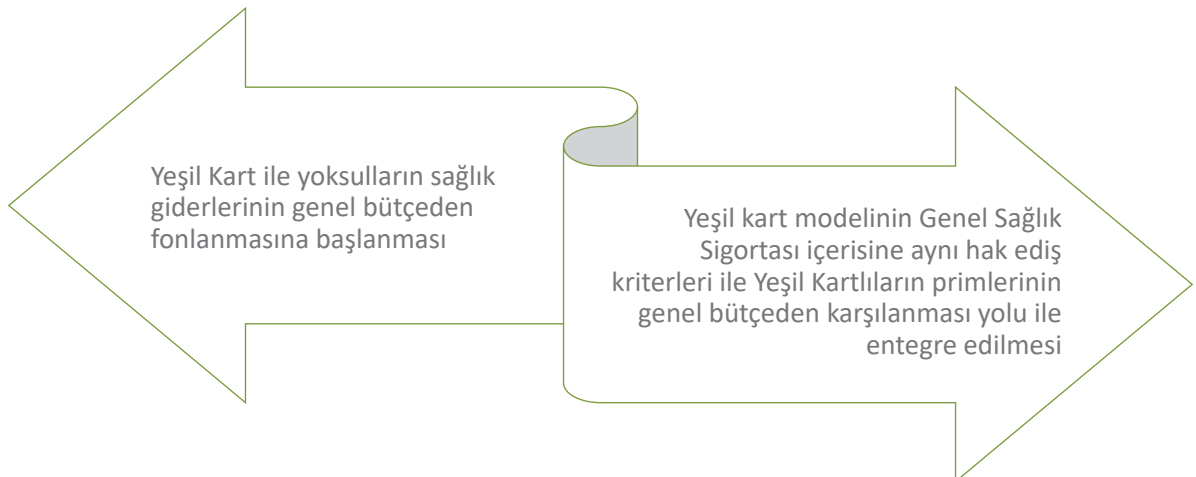 Yeşil Kart ile yoksulların sağlık
giderlerinin genel bütçeden
fonlanmasına başlanması
Yeşil kart modelinin Genel Sağlık
Sigortası içerisine aynı hak ediş
kriterleri ile Yeşil Kartlıların primlerinin
genel bütçeden karşılanması yolu ile
entegre edilmesi